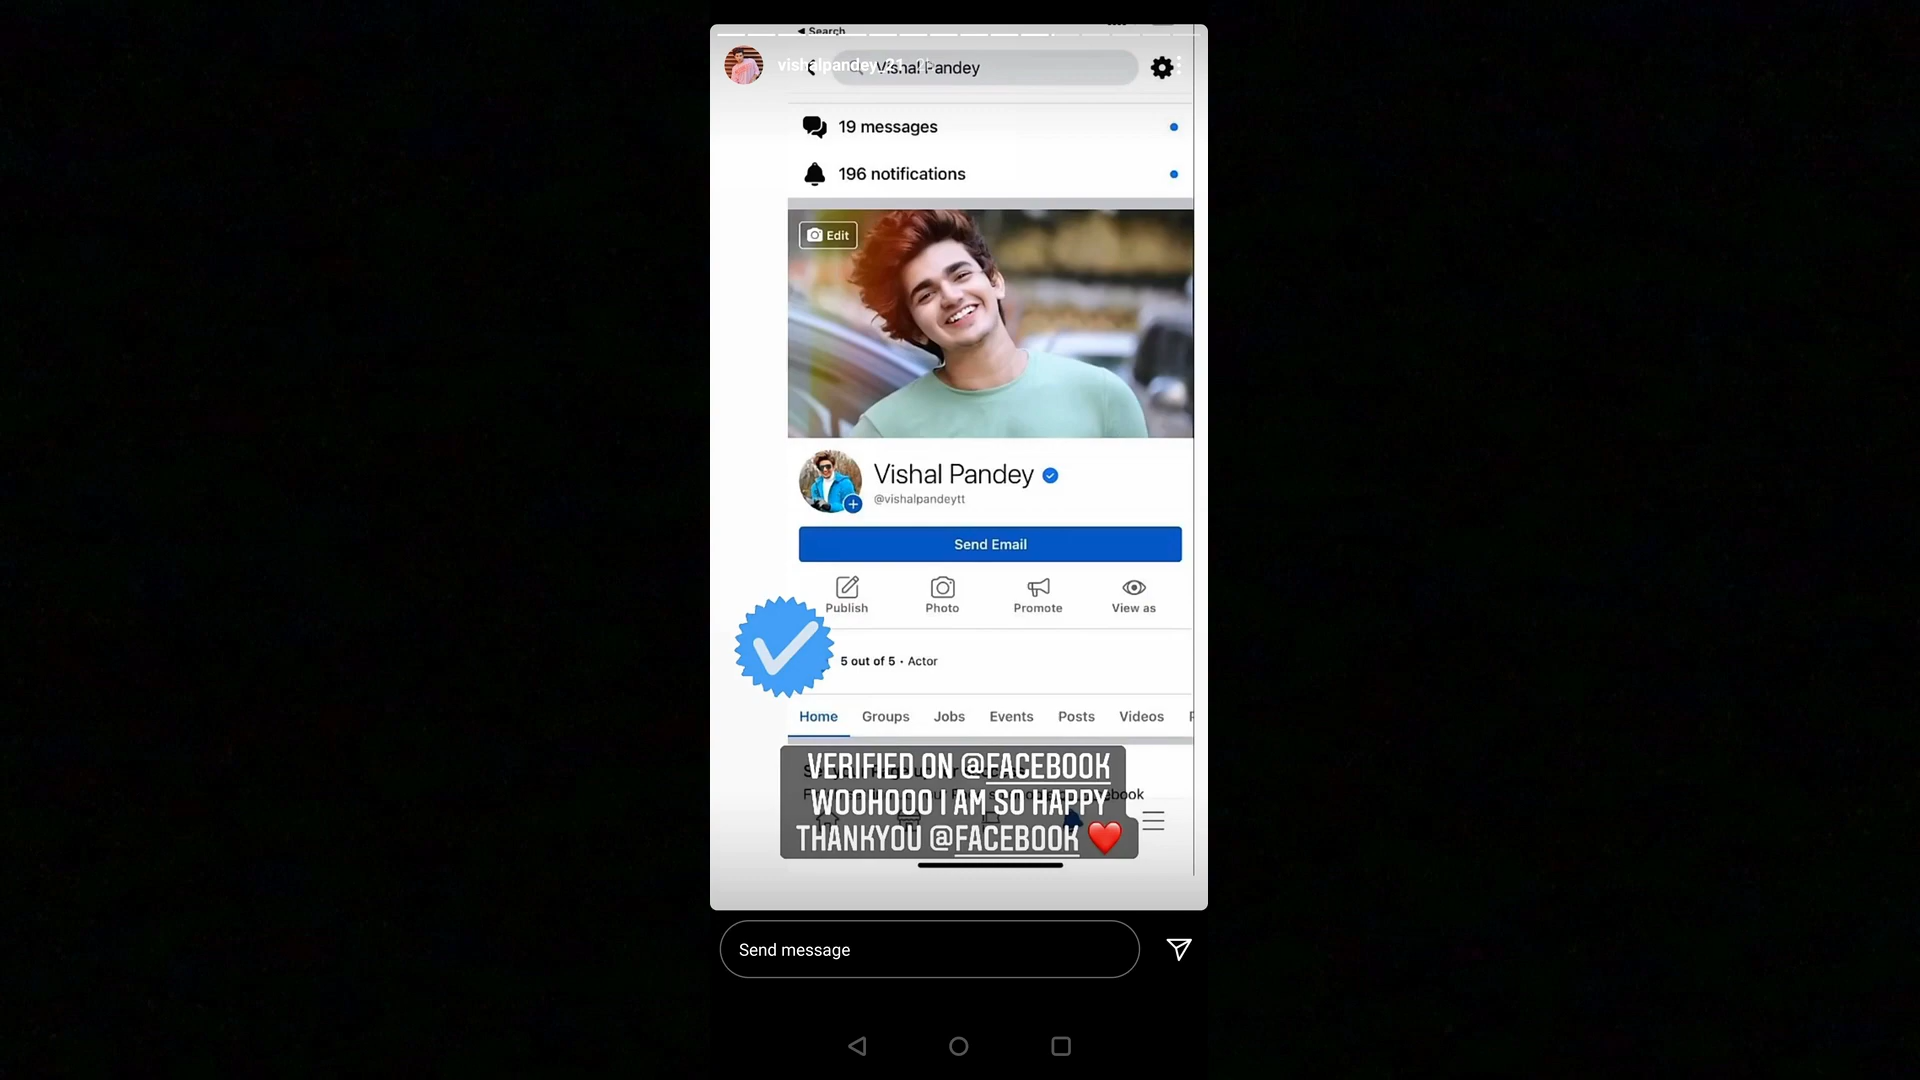 Search
vishalpandey_21
Vishal Pandey
19 messages
196 notifications
Edit
Vishal Pandey
@vishalpandeytt
Send Email
Publish Photo Promote View as
5 out of 5 · Actor
Home Groups Jobs Events Posts Videos
VERIFIED ON @FACEBOOK
WOOHOOO I AM SO HAPPY
THANKYOU @FACEBOOK ❤️
Send message